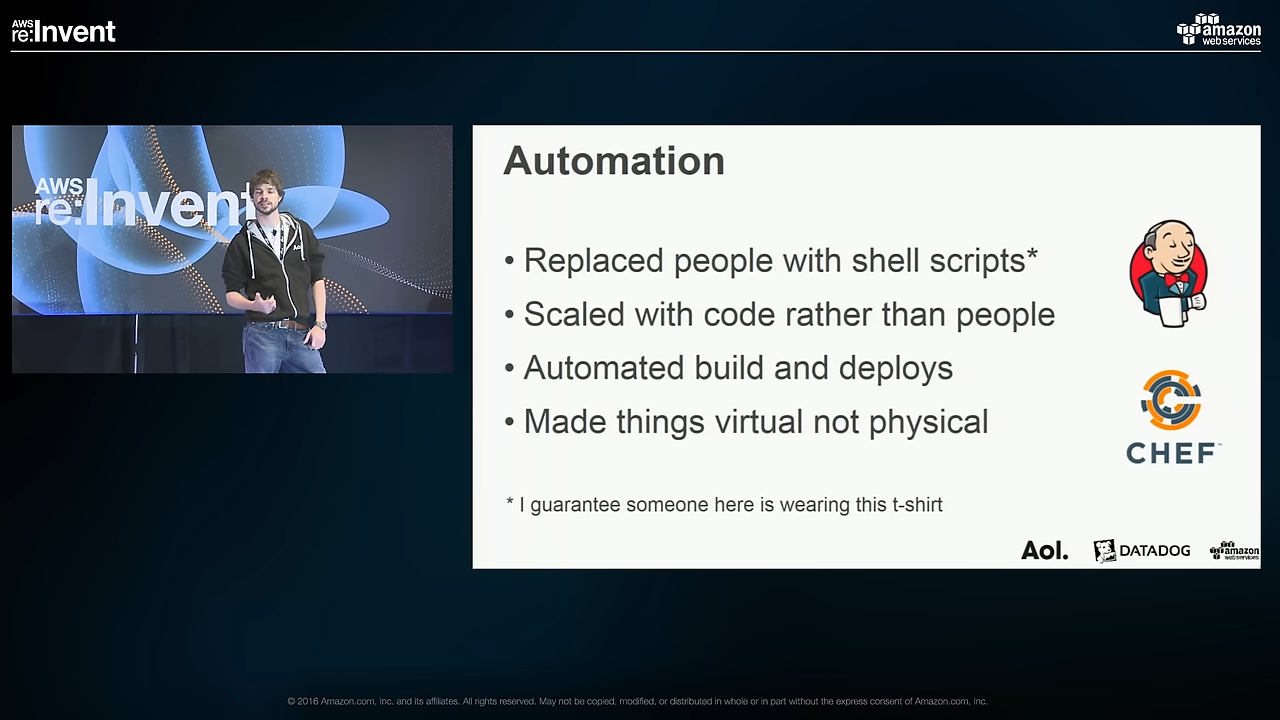 AWS
re:Invent
amazon
web services
AWS
re:Invent
Automation
• Replaced people with shell scripts*
• Scaled with code rather than people
• Automated build and deploys
• Made things virtual not physical
CHEF™
* I guarantee someone here is wearing this t-shirt
Aol. DATADOG amazon
web services
© 2016 Amazon.com, Inc. and its affiliates. All rights reserved. May not be copied, modified, or distributed in whole or in part without the express consent of Amazon.com, Inc.